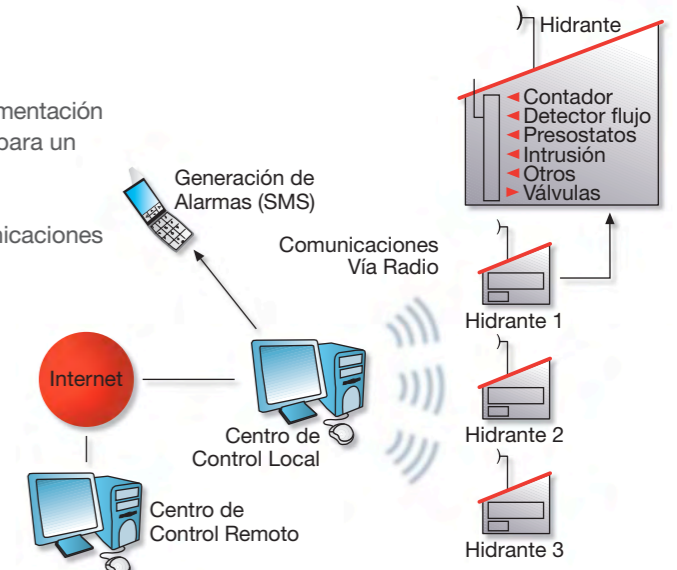 mentación
para un
nicaciones
Generación de
Alarmas (SMS)
Comunicaciones
Vía Radio
Hidrante
Contador
Detector flujo
Presostatos
Intrusión
Otros
Válvulas
Hidrante 1
Internet
Centro de
Control Local
Hidrante 2
Centro de
Control Remoto
Hidrante 3